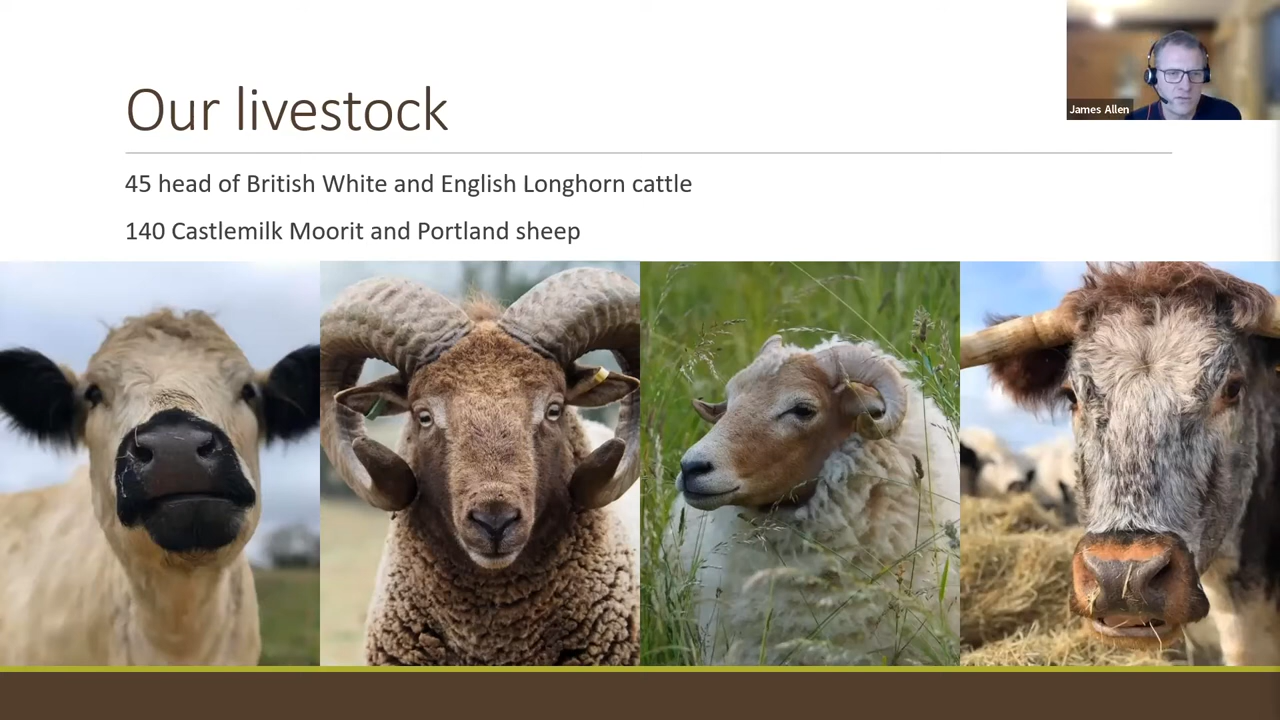 Our livestock
45 head of British White and English Longhorn cattle
140 Castlemilk Moorit and Portland sheep
James Allen